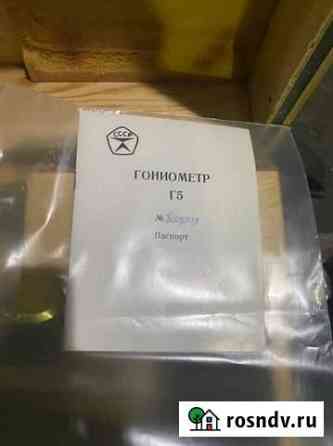 СССР
ГОНИОМЕТР
Г5
№
Паспорт
rosndv.ru